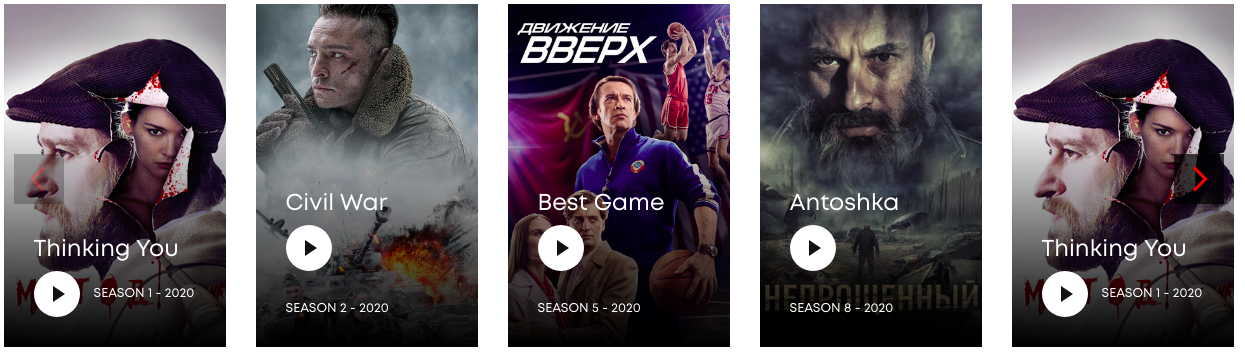 Thinking You
SEASON 1 - 2020
Civil War
SEASON 2 - 2020
ДВИЖЕНИЕ
ВВЕРХ
Best Game
SEASON 5 - 2020
Antoshka
НЕПРОЩЕННЫЙ
SEASON 8 - 2020
Thinking You
SEASON 1 - 2020